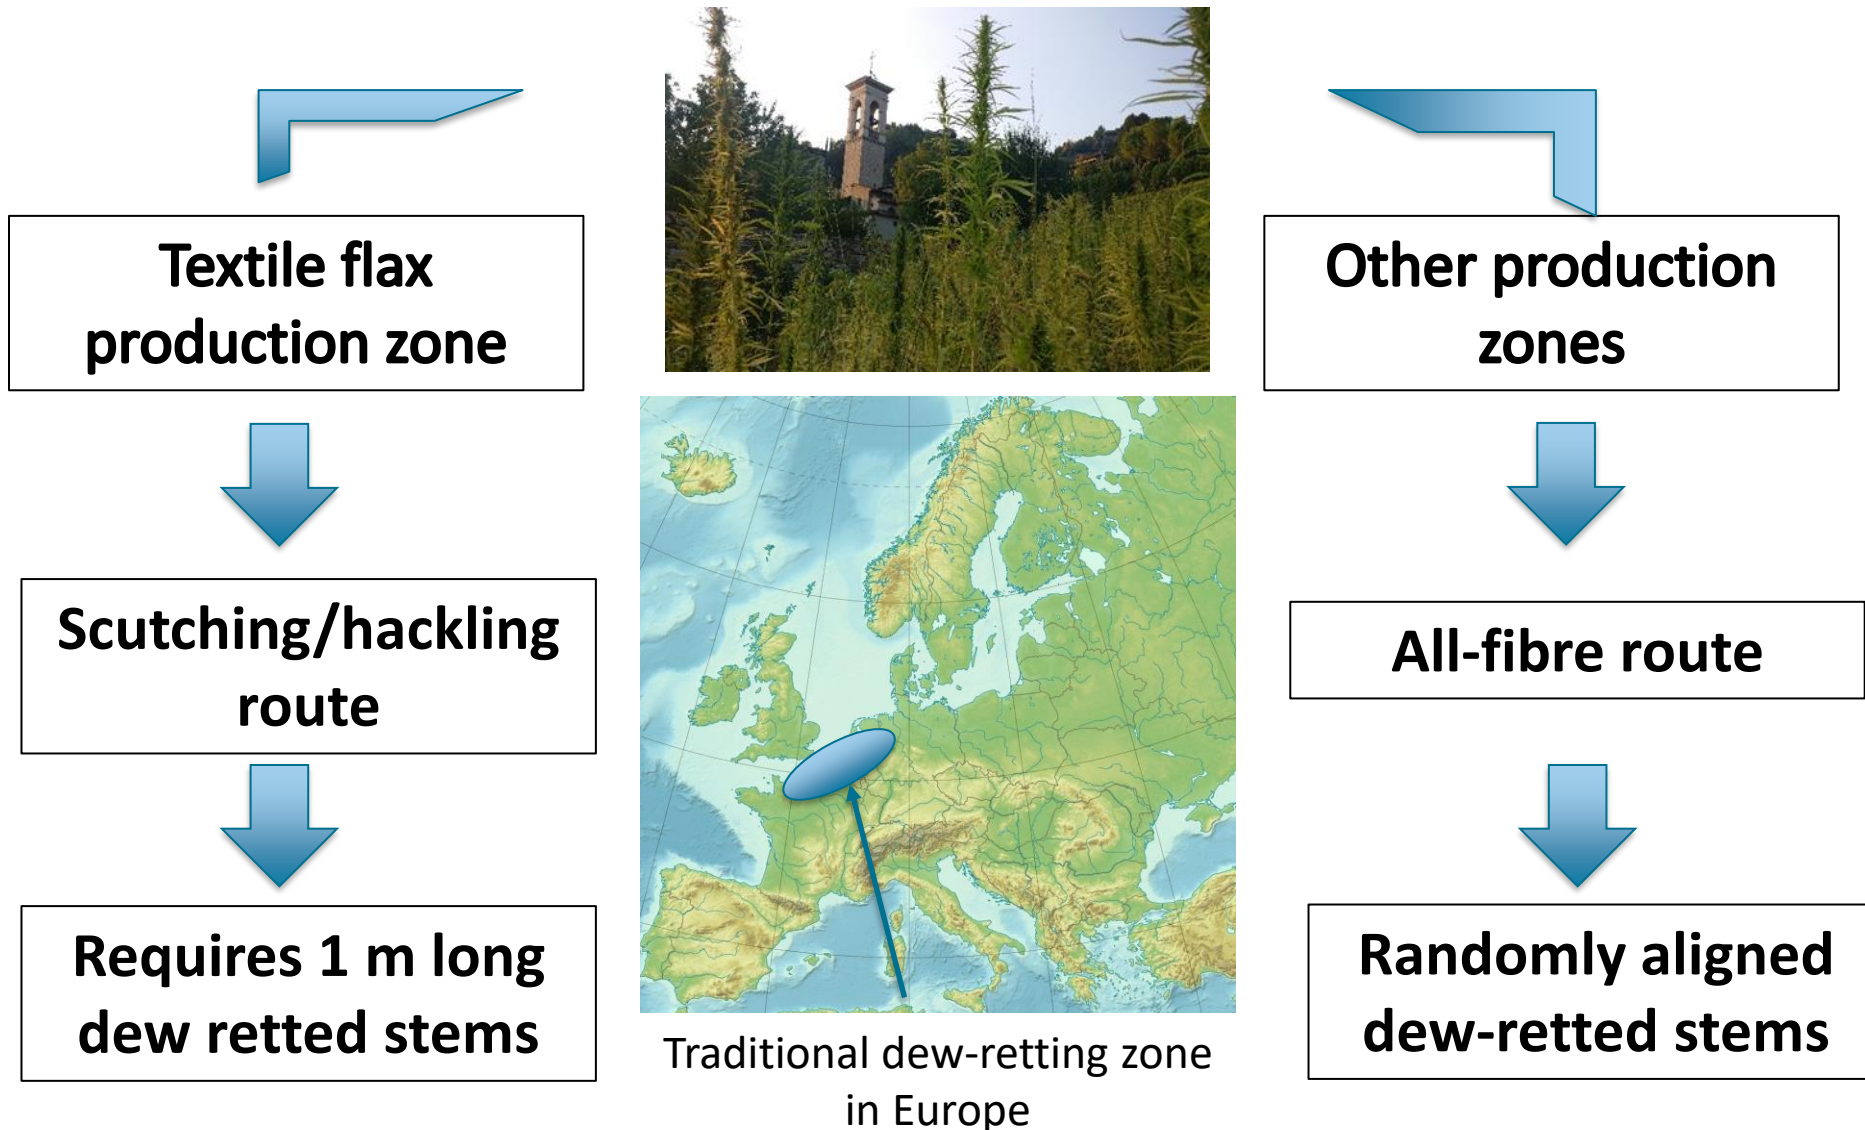 Textile flax
production zone
Scutching/hackling
route
Requires 1 m long
dew retted stems
Traditional dew-retting zone
in Europe
Other production
zones
All-fibre route
Randomly aligned
dew-retted stems